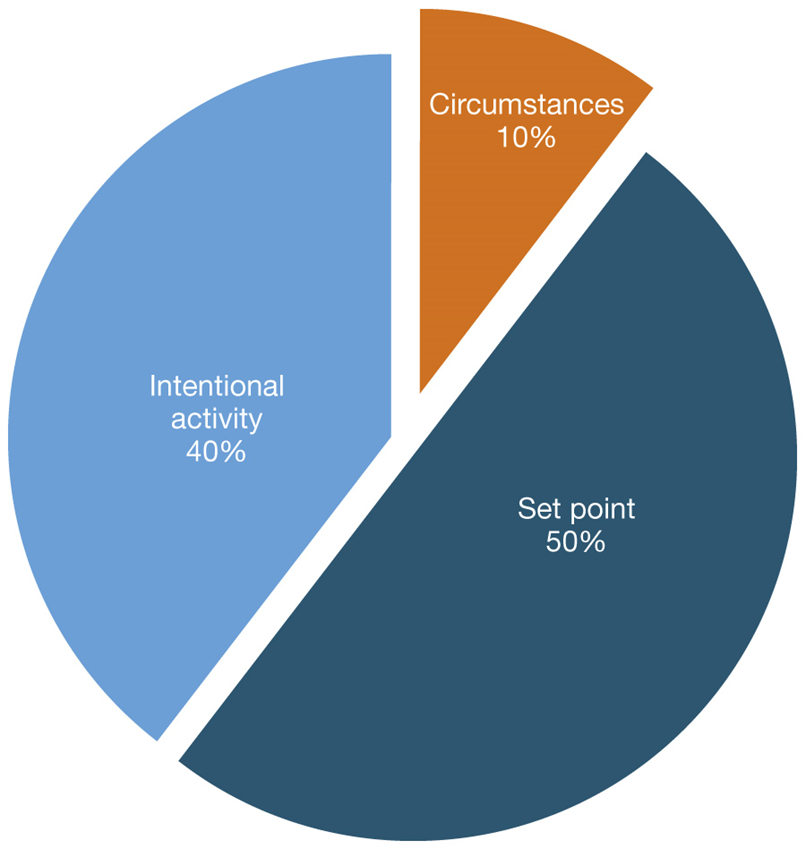 Circumstances
10%
Intentional
activity
40%
Set point
50%